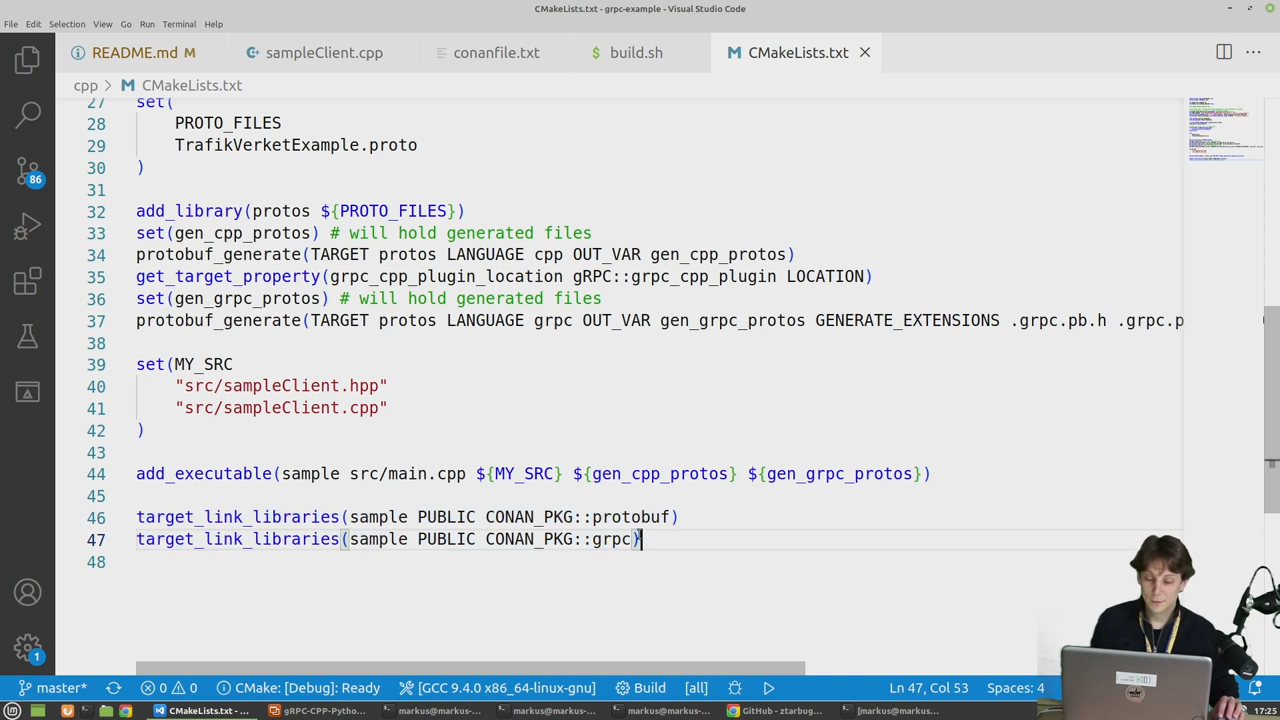 CMakeLists.txt - grpc-example - Visual Studio Code
File Edit Selection View Go Run Terminal Help
README.md M sampleClient.cpp conanfile.txt $ build.sh M CMakeLists.txt
cpp > M CMakeLists.txt
27 set(
28 PROTO_FILES
29 TrafikVerketExample.proto
30 )
31
32 add_library(protos ${PROTO_FILES})
33 set(gen_cpp_protos) # will hold generated files
34 protobuf_generate(TARGET protos LANGUAGE cpp OUT_VAR gen_cpp_protos)
35 get_target_property(grpc_cpp_plugin_location gRPC::grpc_cpp_plugin LOCATION)
36 set(gen_grpc_protos) # will hold generated files
37 protobuf_generate(TARGET protos LANGUAGE grpc OUT_VAR gen_grpc_protos GENERATE_EXTENSIONS .grpc.pb.h .grpc.p
38
39 set(MY_SRC
40 "src/sampleClient.hpp"
41 "src/sampleClient.cpp"
42 )
43
44 add_executable(sample src/main.cpp ${MY_SRC} ${gen_cpp_protos} ${gen_grpc_protos})
45
46 target_link_libraries(sample PUBLIC CONAN_PKG::protobuf)
47 target_link_libraries(sample PUBLIC CONAN_PKG::grpc)
48
86
1
master* 0 0 CMake: [Debug]: Ready [GCC 9.4.0 x86_64-linux-gnu] Build [all] Ln 47, Col 53 Spaces: 4
CMakeLists.txt - ... gRPC-CPP-Pytho... markus@mark-... markus@mark-... markus@mark-... GitHub - ztarbug... [markus@markus... 17:25